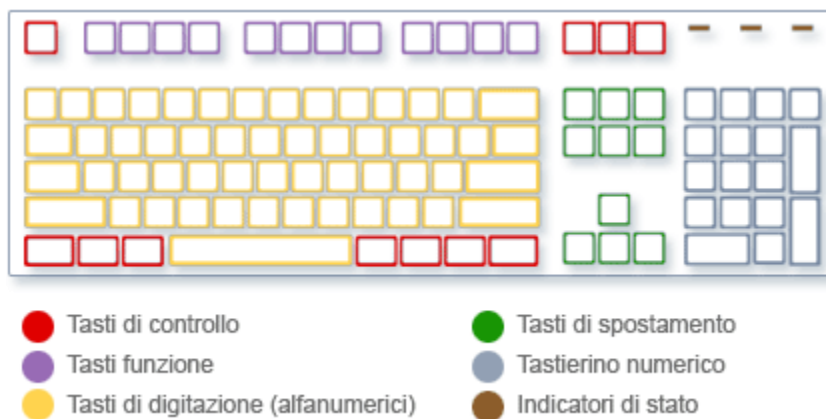 Tasti di controllo
Tasti di spostamento
Tasti funzione
Tastierino numerico
Tasti di digitazione (alfanumerici)
Indicatori di stato